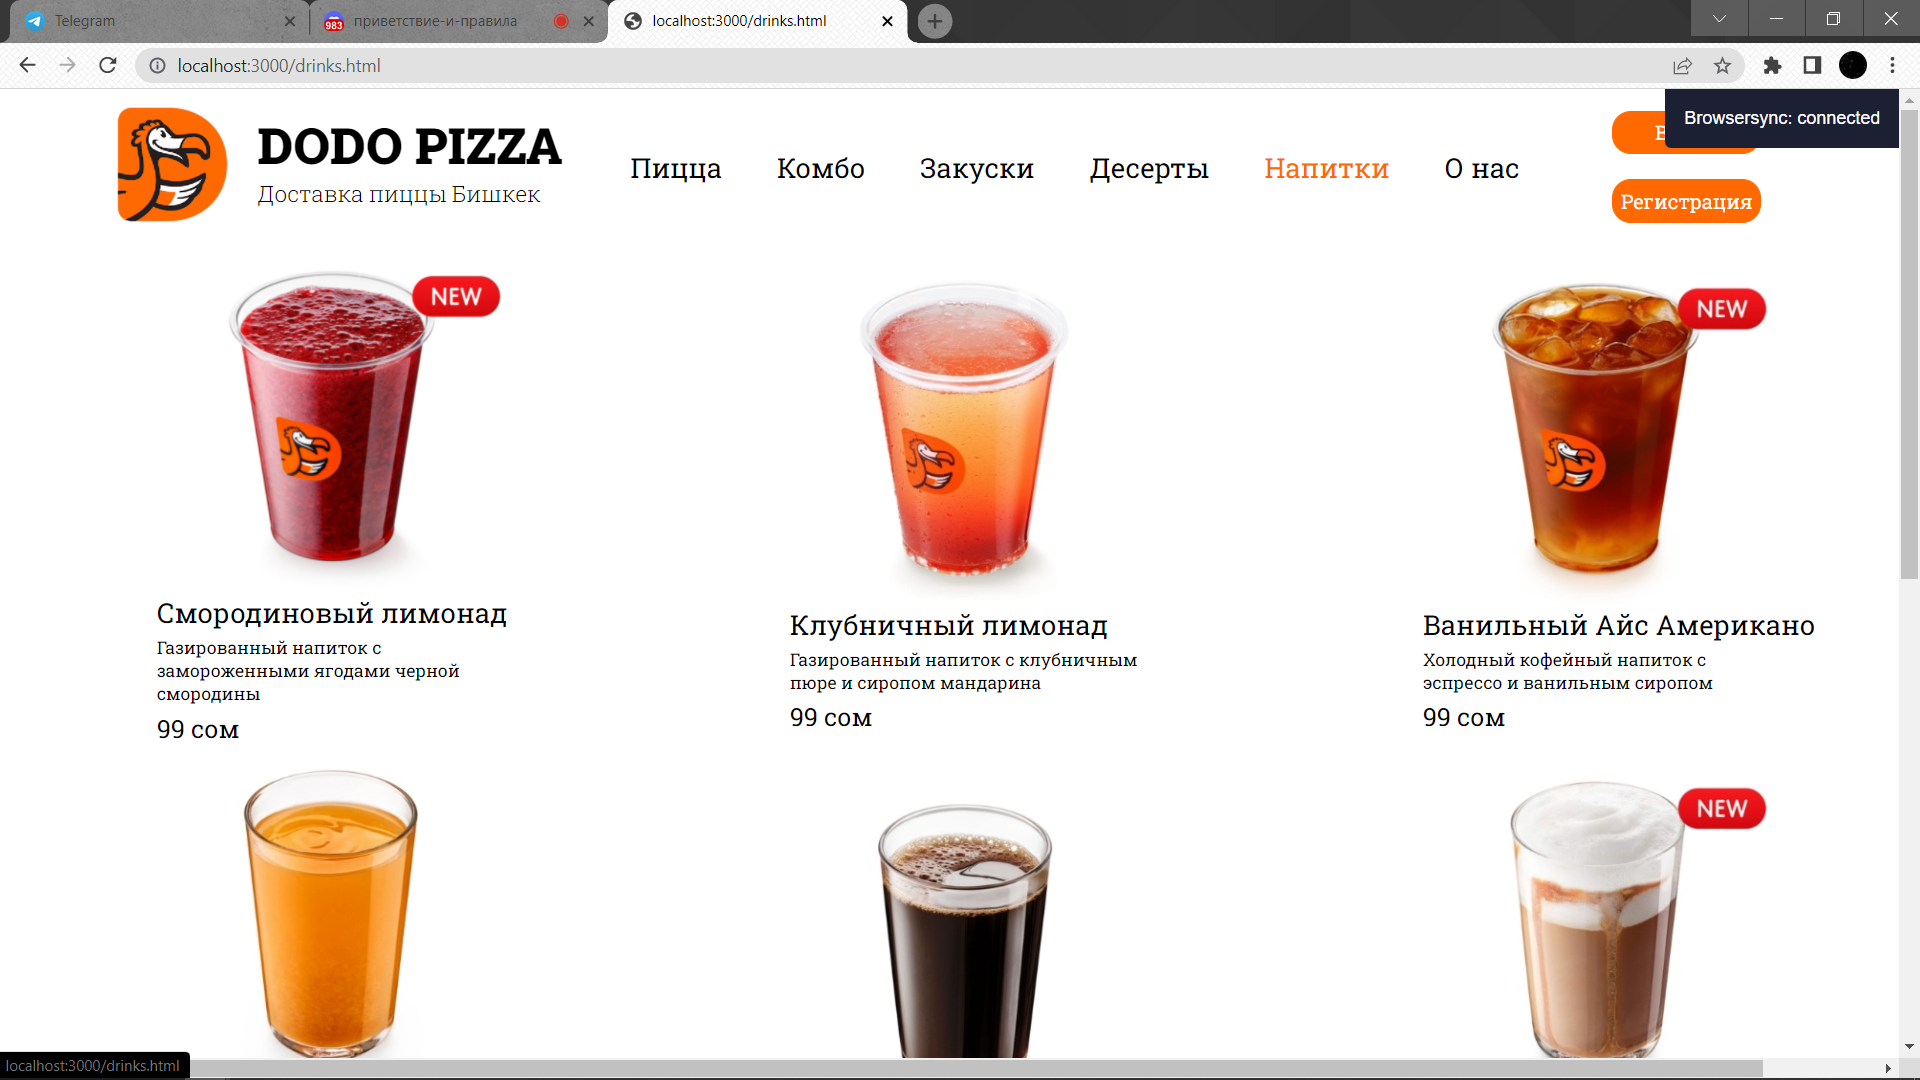 Telegram
983
приветствие-и-правила
localhost:3000/drinks.html
localhost:3000/drinks.html
Browsersync: connected
DODO PIZZA
Доставка пиццы Бишкек
Пицца
Комбо
Закуски
Десерты
Напитки
О нас
Регистрация
NEW
NEW
Смородиновый лимонад
Газированный напиток с
замороженными ягодами черной
смородины
99 сом
Клубничный лимонад
Газированный напиток с клубничным
пюре и сиропом мандарина
99 сом
Ванильный Айс Американо
Холодный кофейный напиток с
эспрессо и ванильным сиропом
99 сом
NEW
localhost:3000/drinks.html